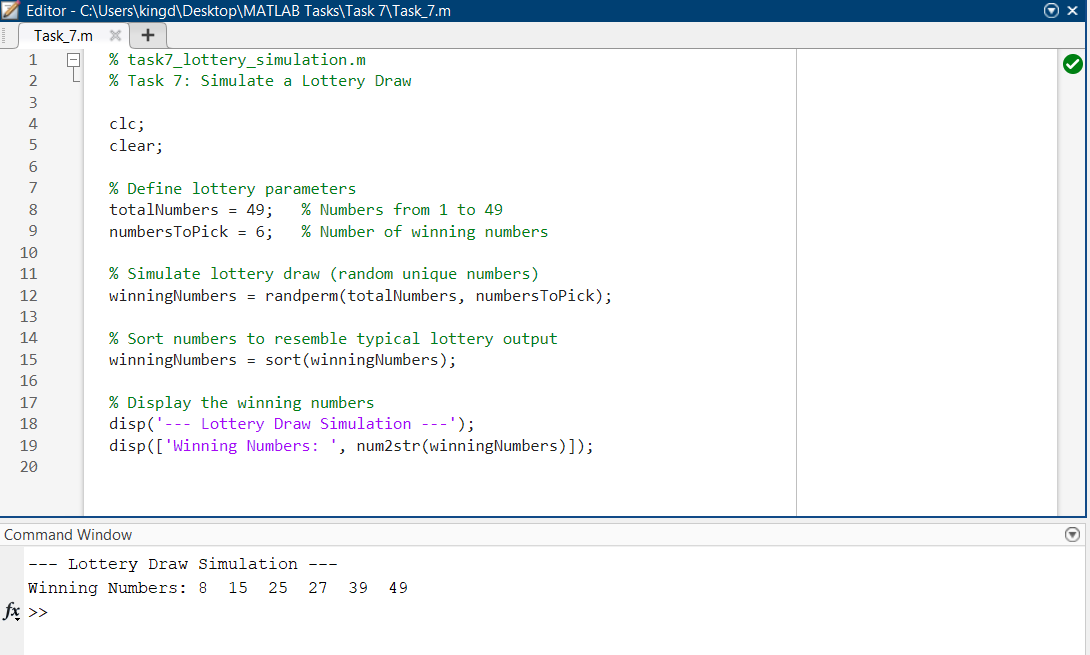 Editor - C:\Users\kingd\Desktop\MATLAB Tasks\Task 7\Task_7.m
Task_7.m
1 % task7_lottery_simulation.m
2 % Task 7: Simulate a Lottery Draw
3
4 clc;
5 clear;
6
7 % Define lottery parameters
8 totalNumbers = 49;   % Numbers from 1 to 49
9 numbersToPick = 6;   % Number of winning numbers
10
11 % Simulate lottery draw (random unique numbers)
12 winningNumbers = randperm(totalNumbers, numbersToPick);
13
14 % Sort numbers to resemble typical lottery output
15 winningNumbers = sort(winningNumbers);
16
17 % Display the winning numbers
18 disp('--- Lottery Draw Simulation ---');
19 disp(['Winning Numbers: ', num2str(winningNumbers)]);
20
Command Window
--- Lottery Draw Simulation ---
Winning Numbers: 8  15  25  27  39  49
fx >>